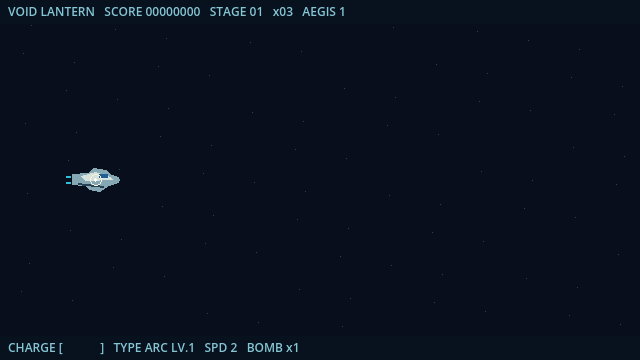 VOID LANTERN SCORE 00000000 STAGE 01 x03 AEGIS 1
CHARGE [ ] TYPE ARC LV.1 SPD 2 BOMB x1